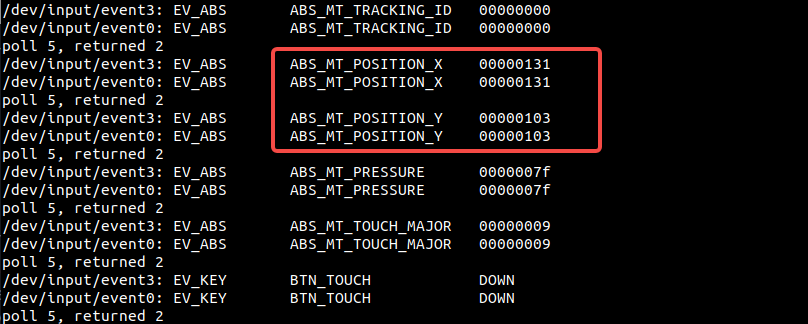 /dev/input/event3: EV_ABS       ABS_MT_TRACKING_ID   00000000
/dev/input/event0: EV_ABS       ABS_MT_TRACKING_ID   00000000
poll 5, returned 2
/dev/input/event3: EV_ABS       ABS_MT_POSITION_X    00000131
/dev/input/event0: EV_ABS       ABS_MT_POSITION_X    00000131
poll 5, returned 2
/dev/input/event3: EV_ABS       ABS_MT_POSITION_Y    00000103
/dev/input/event0: EV_ABS       ABS_MT_POSITION_Y    00000103
poll 5, returned 2
/dev/input/event3: EV_ABS       ABS_MT_PRESSURE      0000007f
/dev/input/event0: EV_ABS       ABS_MT_PRESSURE      0000007f
poll 5, returned 2
/dev/input/event3: EV_ABS       ABS_MT_TOUCH_MAJOR   00000009
/dev/input/event0: EV_ABS       ABS_MT_TOUCH_MAJOR   00000009
poll 5, returned 2
/dev/input/event3: EV_KEY       BTN_TOUCH            DOWN
/dev/input/event0: EV_KEY       BTN_TOUCH            DOWN
poll 5, returned 2